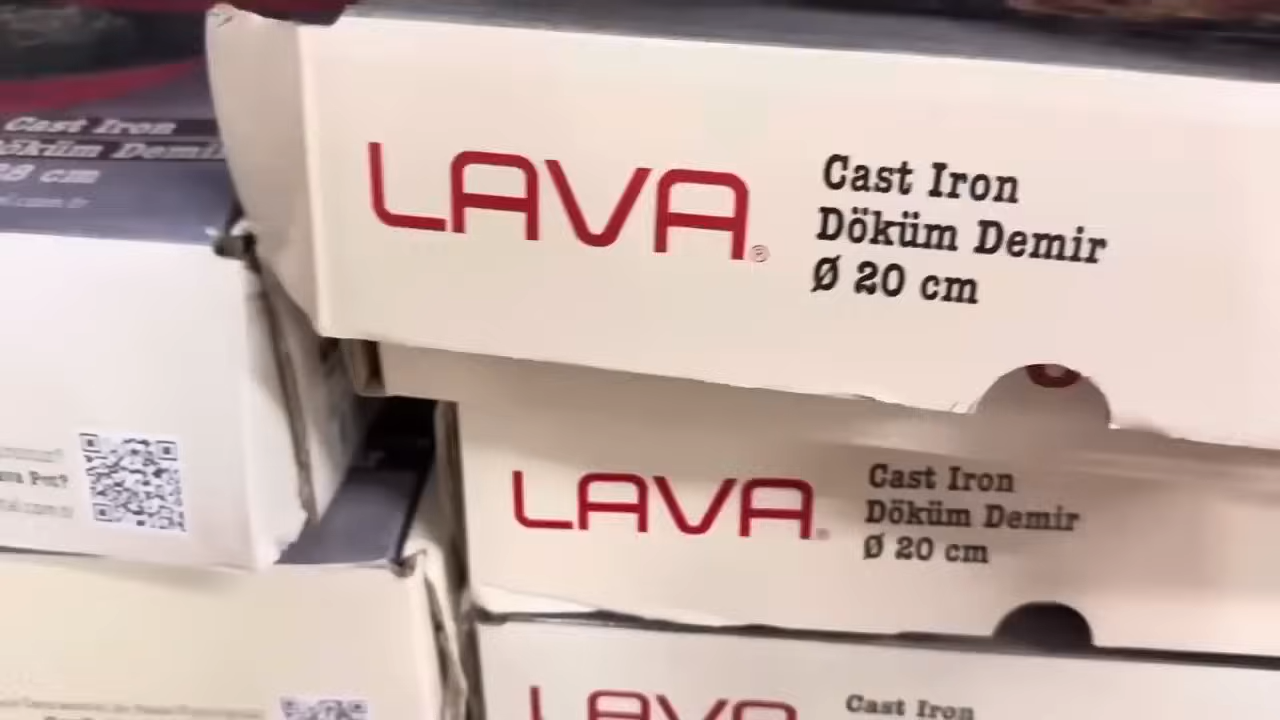 LAVA®
Cast Iron
Döküm Demir
Ø 20 cm
LAVA®
Cast Iron
Döküm Demir
Ø 20 cm
LAVA
Cast Iron
Cast Iron
Döküm Demir
28 cm